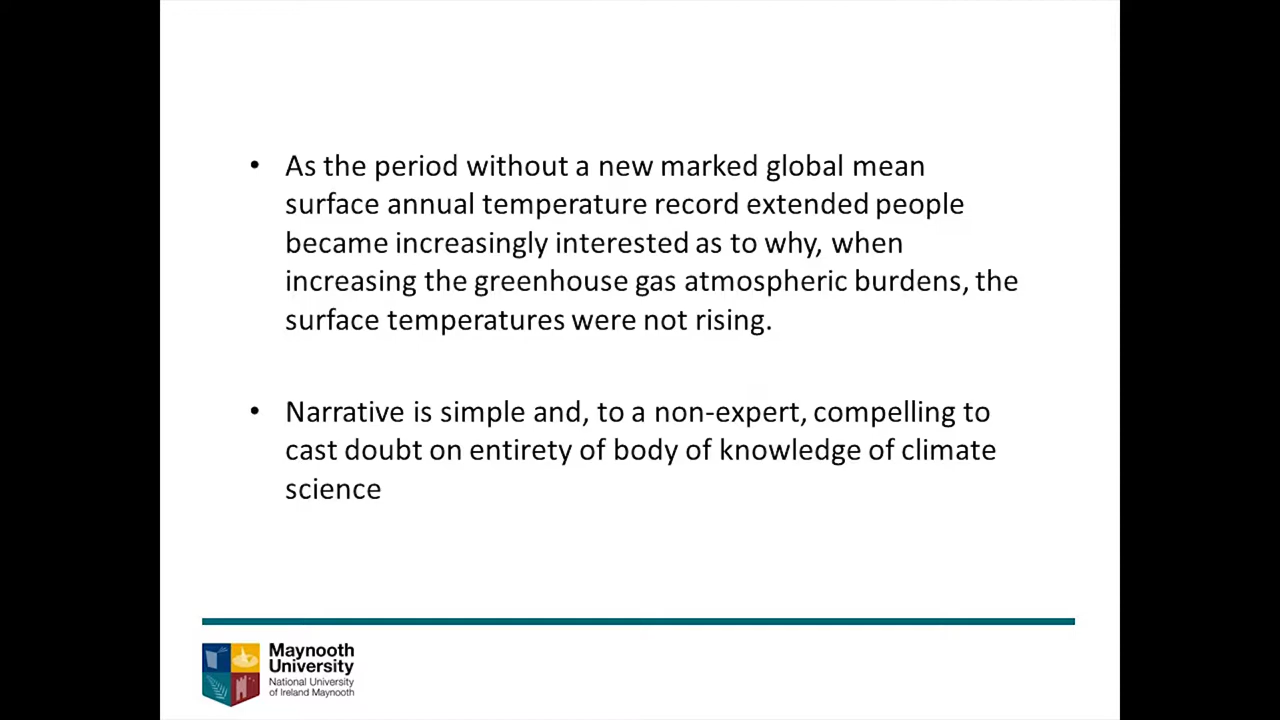 • As the period without a new marked global mean
surface annual temperature record extended people
became increasingly interested as to why, when
increasing the greenhouse gas atmospheric burdens, the
surface temperatures were not rising.
• Narrative is simple and, to a non-expert, compelling to
cast doubt on entirety of body of knowledge of climate
science
Maynooth
University
National University
of Ireland Maynooth